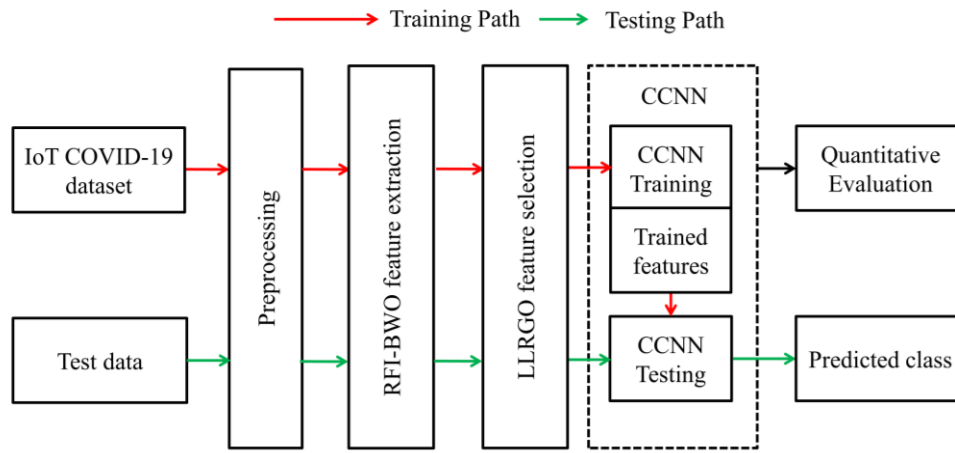 Training Path
Testing Path
IoT COVID-19
dataset
Test data
Preprocessing
RFI-BWO feature extraction
LLRGO feature selection
CCNN
CCNN
Training
Trained
features
CCNN
Testing
Quantitative
Evaluation
Predicted class